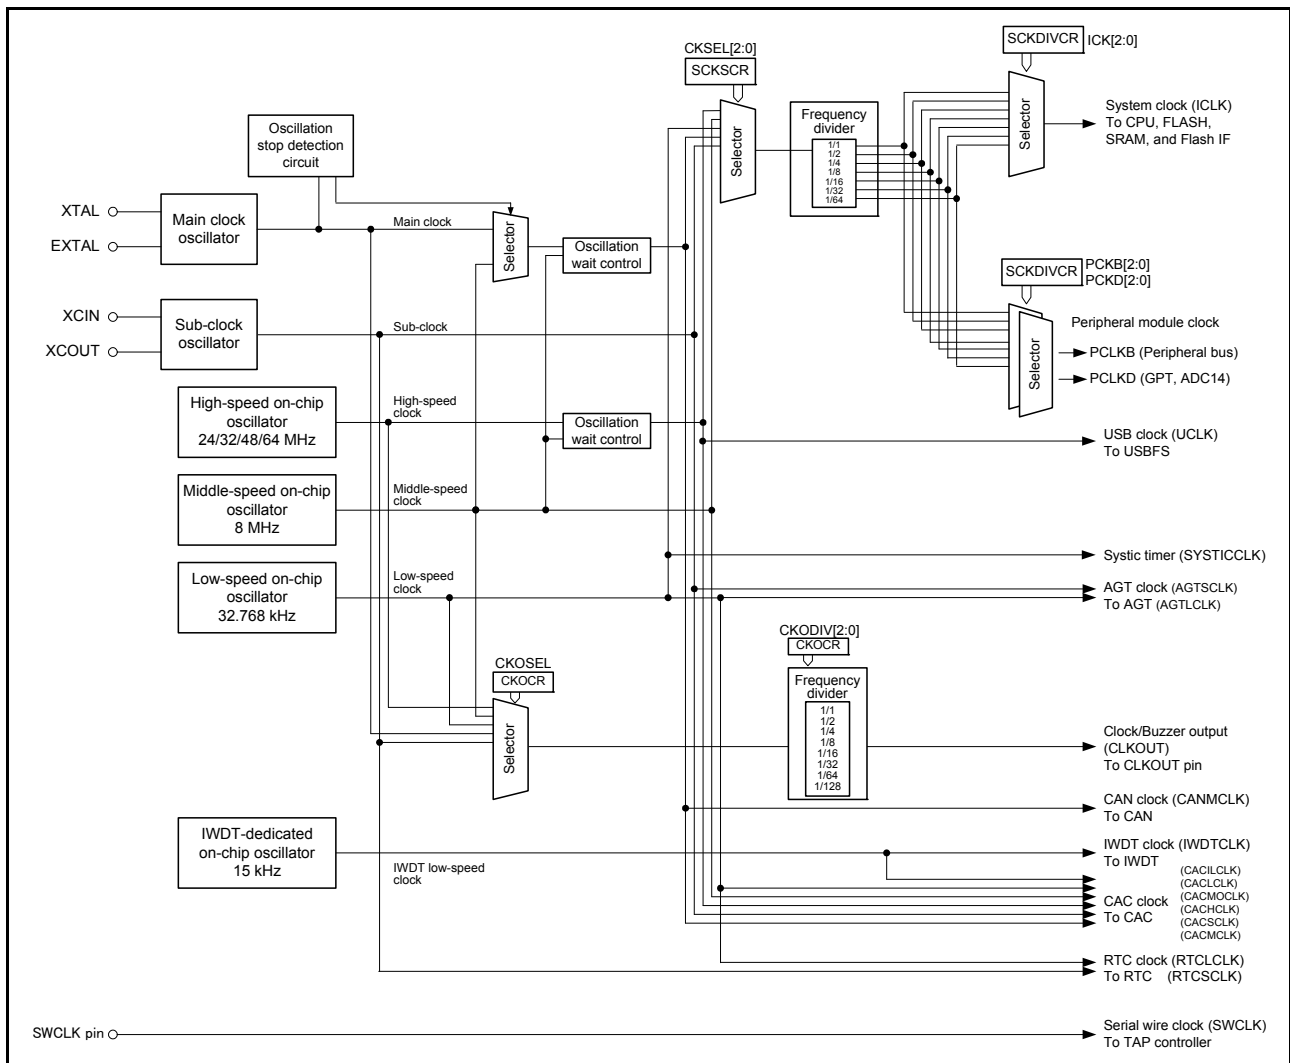 CKSEL[2:0]
SCKSCR
SCKDIVCR
ICK[2:0]
Selector
Frequency
divider
1/1
1/2
1/4
1/8
1/16
1/32
1/64
Selector
System clock (ICLK)
To CPU, FLASH,
SRAM, and Flash IF
Oscillation
stop detection
circuit
XTAL
EXTAL
Main clock
oscillator
Main clock
Selector
Oscillation
wait control
SCKDIVCR
PCKB[2:0]
PCKD[2:0]
XCIN
XCOUT
Sub-clock
oscillator
Sub-clock
Selector
Peripheral module clock
PCLKB (Peripheral bus)
PCLKD (GPT, ADC14)
High-speed on-chip
oscillator
24/32/48/64 MHz
High-speed
clock
Oscillation
wait control
USB clock (UCLK)
To USBFS
Middle-speed on-chip
oscillator
8 MHz
Middle-speed
clock
Systic timer (SYSTICCLK)
Low-speed on-chip
oscillator
32.768 kHz
Low-speed
clock
AGT clock (AGTSCLK)
To AGT (AGTLCLK)
CKOSEL
CKOCR
Selector
CKODIV[2:0]
CKOCR
Frequency
divider
1/1
1/2
1/4
1/8
1/16
1/32
1/64
1/128
Clock/Buzzer output
(CLKOUT)
To CLKOUT pin
CAN clock (CANMCLK)
To CAN
IWDT-dedicated
on-chip oscillator
15 kHz
IWDT low-speed
clock
IWDT clock (IWDTCLK)
To IWDT
CAC clock
To CAC
(CACILCLK)
(CACLCLK)
(CACMOCLK)
(CACHCLK)
(CACSCLK)
(CACMCLK)
RTC clock (RTCLCLK)
To RTC (RTCSCLK)
SWCLK pin
Serial wire clock (SWCLK)
To TAP controller